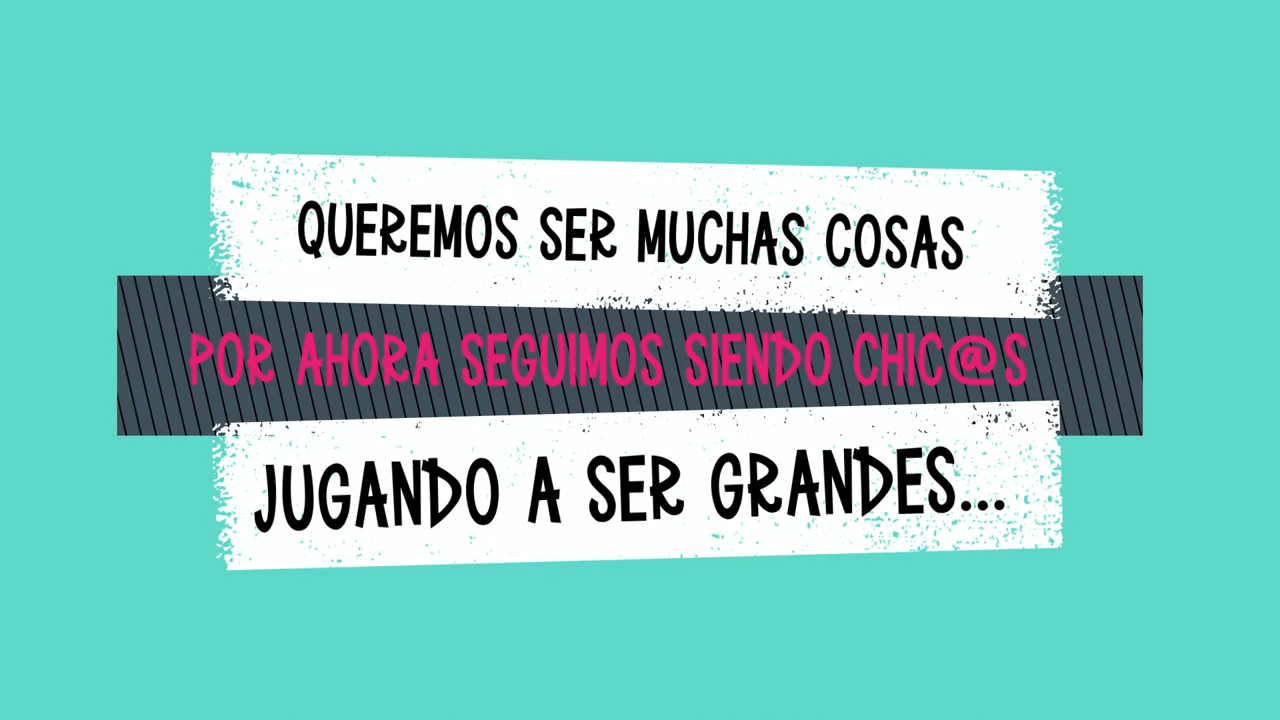 QUEREMOS SER MUCHAS COSAS
POR AHORA SEGUIMOS SIENDO CHIC@S
JUGANDO A SER GRANDES...